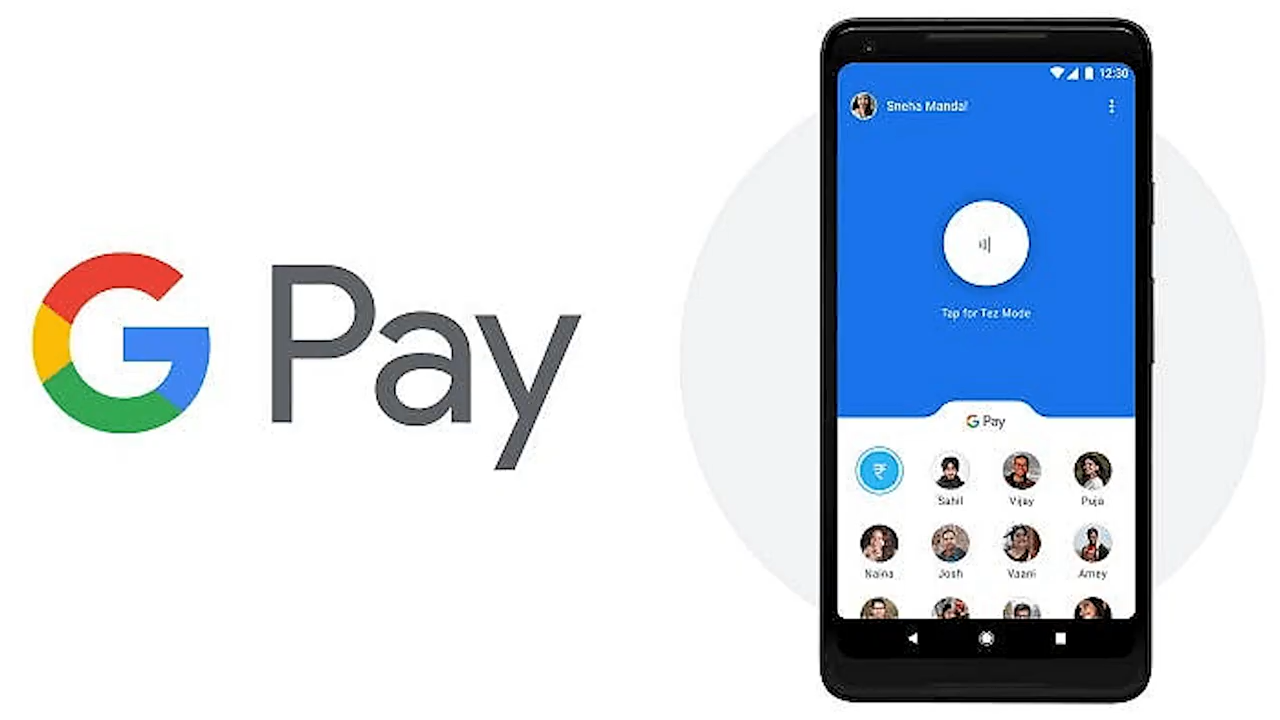 G Pay
12:30
Sneha Mandal
Tap for Tez Mode
G Pay
₹
Sahil Vijay Puja
Naina Josh Vaani Amey